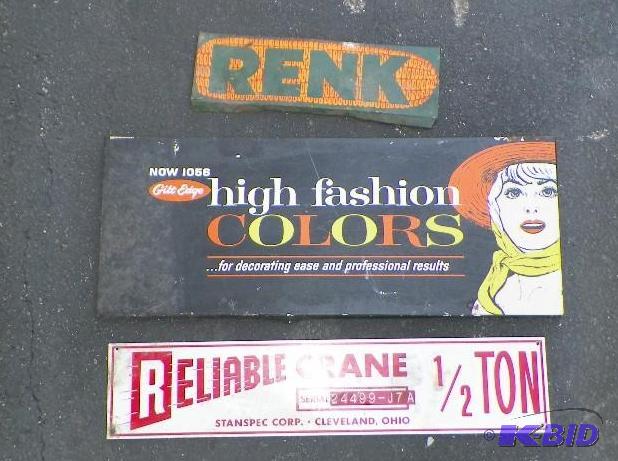 RENK
NOW 1056
Gilt Edge
high fashion
COLORS
...for decorating ease and professional results
RELIABLE CRANE 1/2 TON
SERIAL 24499-J7A
STANSPEC CORP. · CLEVELAND, OHIO
© K-BID